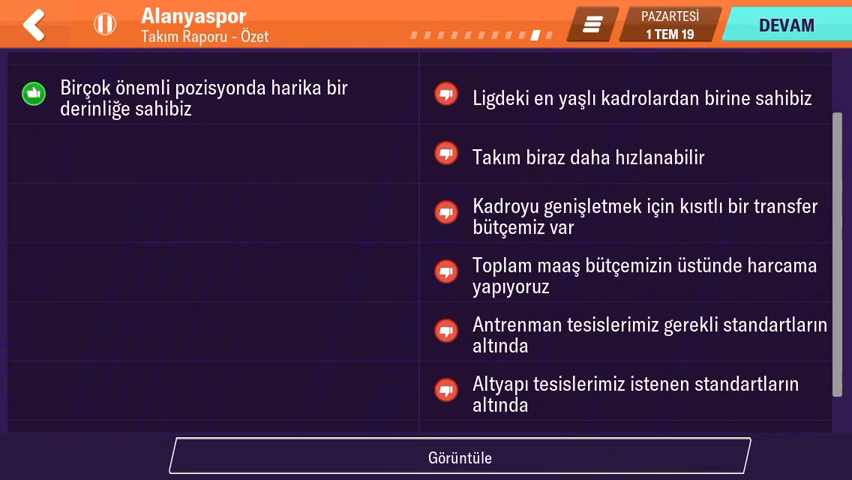 Alanyaspor
Takım Raporu - Özet
PAZARTESİ
1 TEM 19
DEVAM
Birçok önemli pozisyonda harika bir
derinliğe sahibiz
Ligdeki en yaşlı kadrolardan birine sahibiz
Takım biraz daha hızlanabilir
Kadroyu genişletmek için kısıtlı bir transfer
bütçemiz var
Toplam maaş bütçemizin üstünde harcama
yapıyoruz
Antrenman tesislerimiz gerekli standartların
altında
Altyapı tesislerimiz istenen standartların
altında
Görüntüle